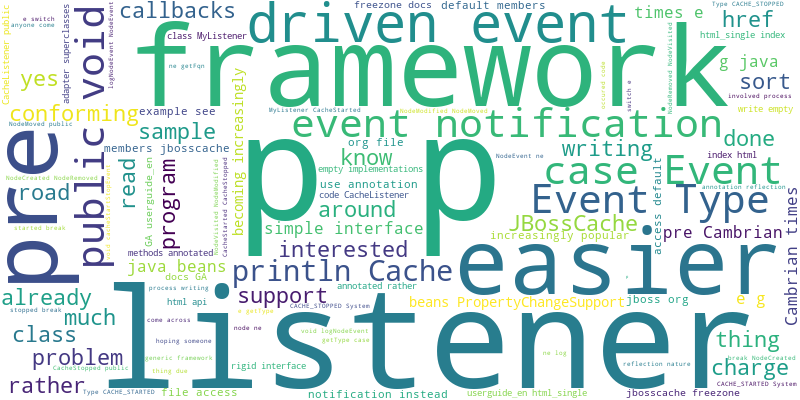 e switch
anyone come
callbacks
freezone docs
default members
times e
href
Type CACHE_STOPPED
driven event
framework
class MyListener
html_single index
CacheListener public
public void
adapter superclasses
logNodeEvent NodeEvent
yes
conforming
ne getFqn
g java
sort
switch e
NodeRemoved NodeVisited
involved process
write empty
pre
example see
MyListener CacheStarted
NodeModified NodeMoved
NodeMoved public
sample
event notification
done
members jbosscache
org file
know
writing
index html
NodeCreated NodeRemoved
read
GA userguide_en
program
becoming increasingly
p p
NodeEvent ne
case Event
empty implementations
use annotation
code CacheListener
access default
annotation reflection
road
around
Event Type
JBossCache
simple interface
increasingly popular
pre Cambrian
started break
methods annotated
interested
easier
java beans
println Cache
docs GA
jboss org
Cambrian times
already
process writing
support
annotated rather
beans PropertyChangeSupport
e g
e getType
CACHE_STOPPED System
stopped break
html api
much
come across
node ne
void logNodeEvent
thing
class
listener
hoping someone
getType case
problem
generic framework
rigid interface
ne log
break NodeCreated
reflection nature
charge
CacheStopped public
thing due
rather
Type CACHE_STARTED
file access
notification instead
userguide_en html_single
jbosscache freezone
CACHE_STARTED System